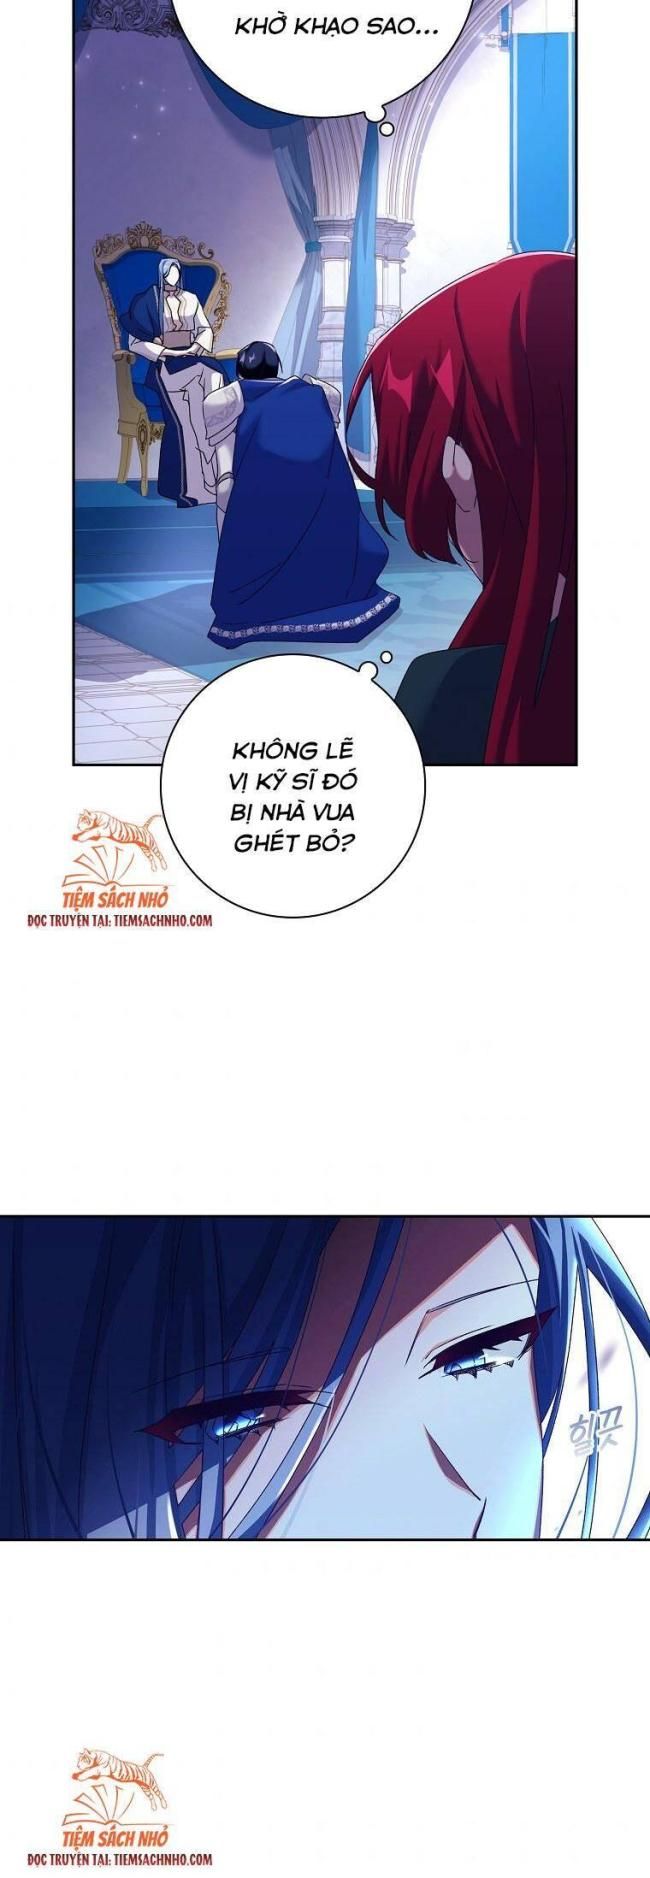 KHỜ KHẠO SAO...
KHÔNG LẼ
VỊ KỸ SĨ ĐÓ
BỊ NHÀ VUA
GHÉT BỎ?
TIỆM SÁCH NHỎ
ĐỌC TRUYỆN TẠI: TIEMSACHNHO.COM
힐끗
TIỆM SÁCH NHỎ
ĐỌC TRUYỆN TẠI: TIEMSACHNHO.COM